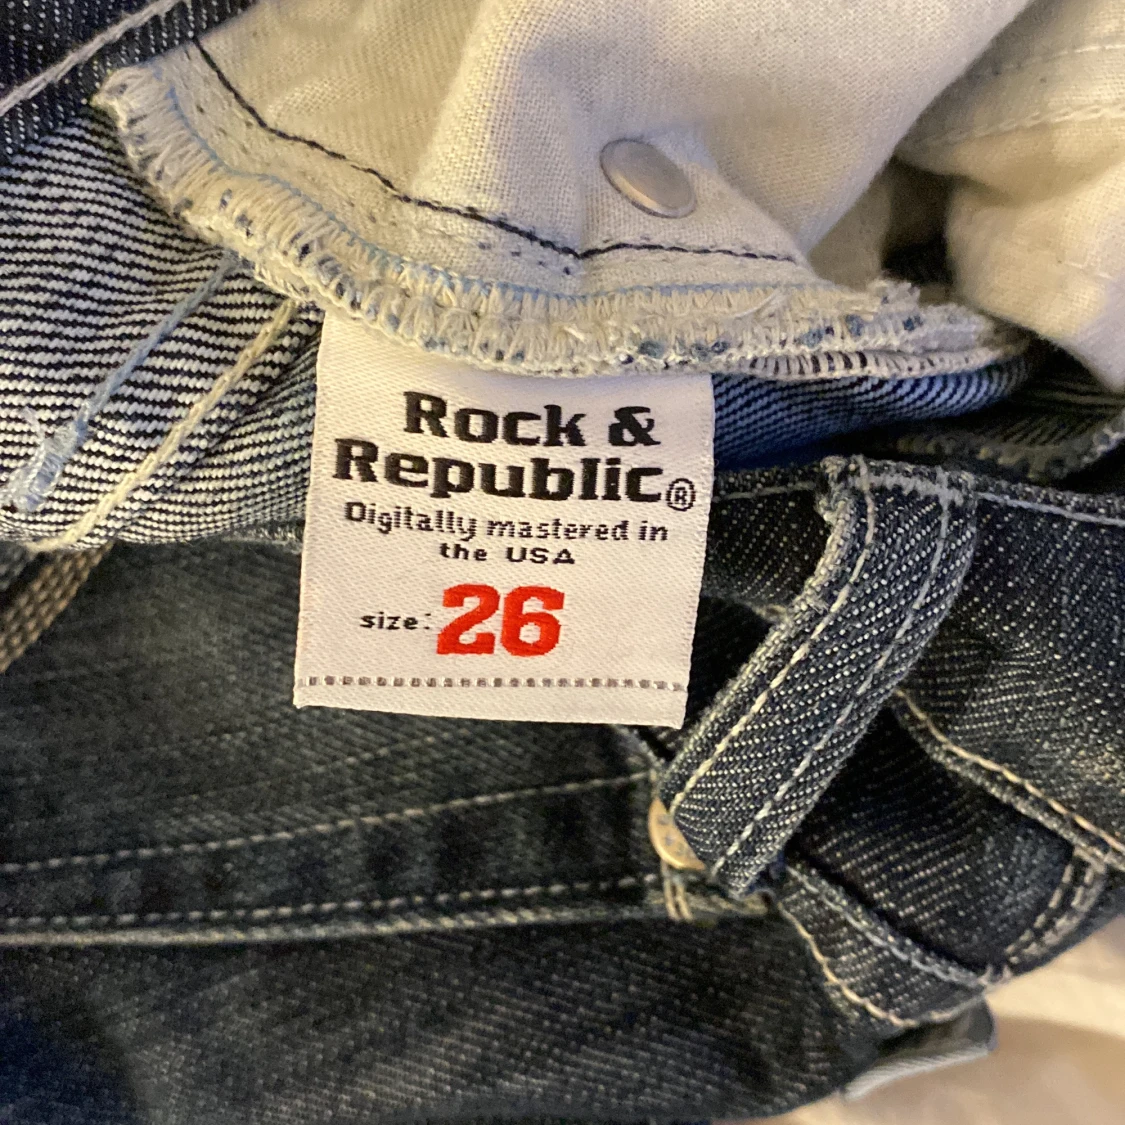 Rock &
Republic®
Digitally mastered in
the USA
size: 26